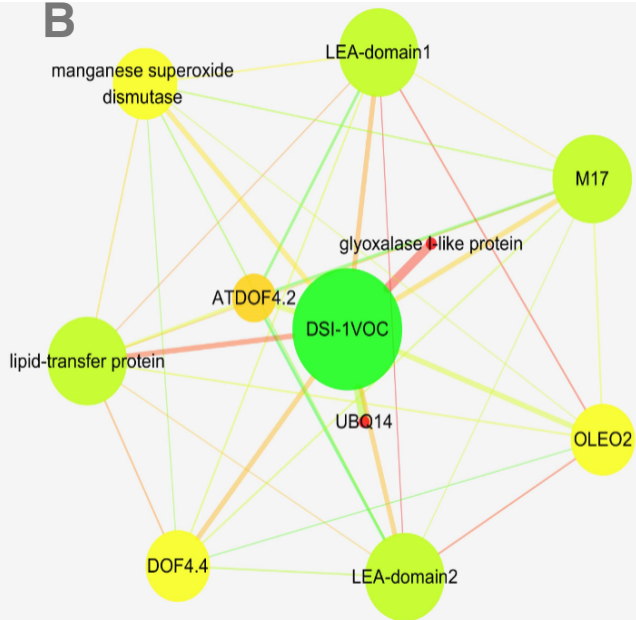 B
LEA-domain1
manganese superoxide
dismutase
M17
glyoxalase I-like protein
ATDOF4.2
DSI-1VOC
lipid-transfer protein
UBQ14
OLEO2
DOF4.4
LEA-domain2